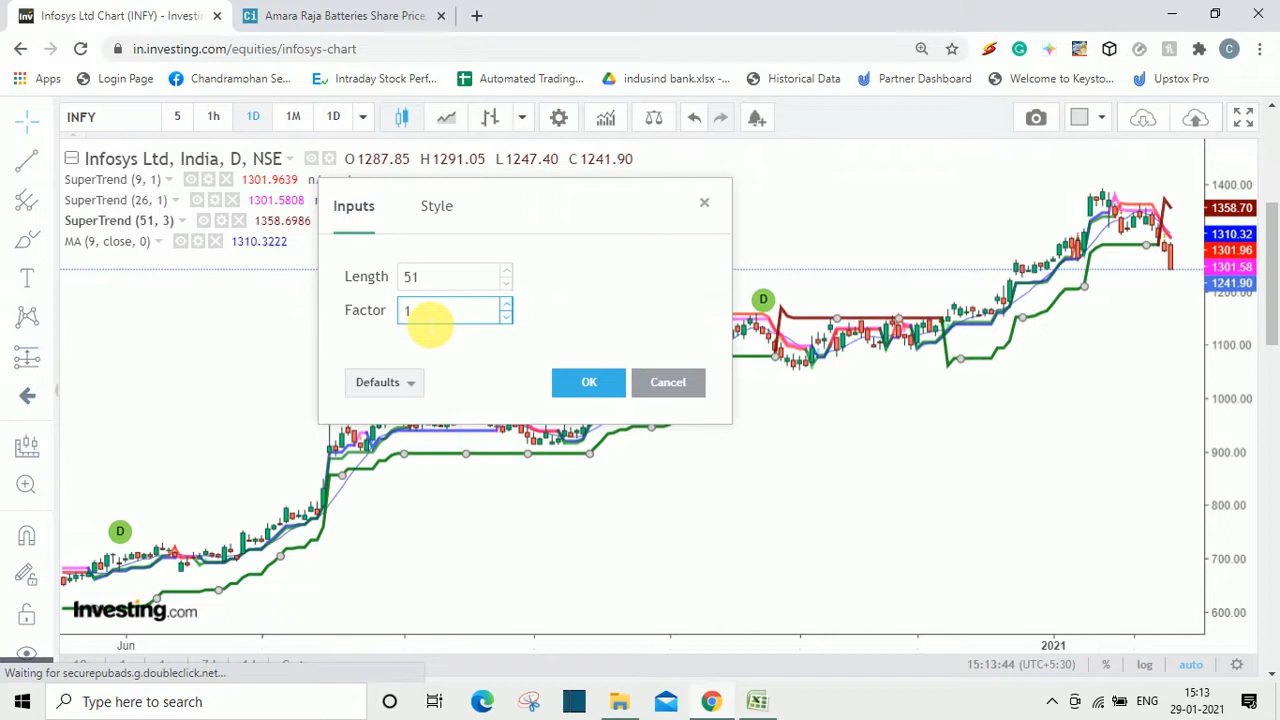 Infosys Ltd Chart (INFY) - Investi
Amara Raja Batteries Share Price
in.investing.com/equities/infosys-chart
C
Apps
Login Page
Chandramohan Se...
Intraday Stock Perf...
Automated Trading...
indusind bank.xlsx -...
Historical Data
Partner Dashboard
Welcome to Keysto...
Upstox Pro
INFY
5
1h
1D
1M
1D
Infosys Ltd, India, D, NSE
O1287.85 H1291.05 L1247.40 C1241.90
SuperTrend (9, 1) 1301.9639 n/
SuperTrend (26, 1) 1301.5808
SuperTrend (51, 3) 1358.6986
MA (9, close, 0) 1310.3222
Inputs
Style
Length 51
Factor 1
Defaults
OK
Cancel
D
D
1400.00
1358.70
1310.32
1301.96
1301.58
1241.90
1200.00
1100.00
1000.00
900.00
800.00
700.00
600.00
Investing.com
Jun
2021
15:13:44 (UTC+5:30)
%
log
auto
Waiting for securepubads.g.doubleclick.net...
Type here to search
ENG
15:13
29-01-2021